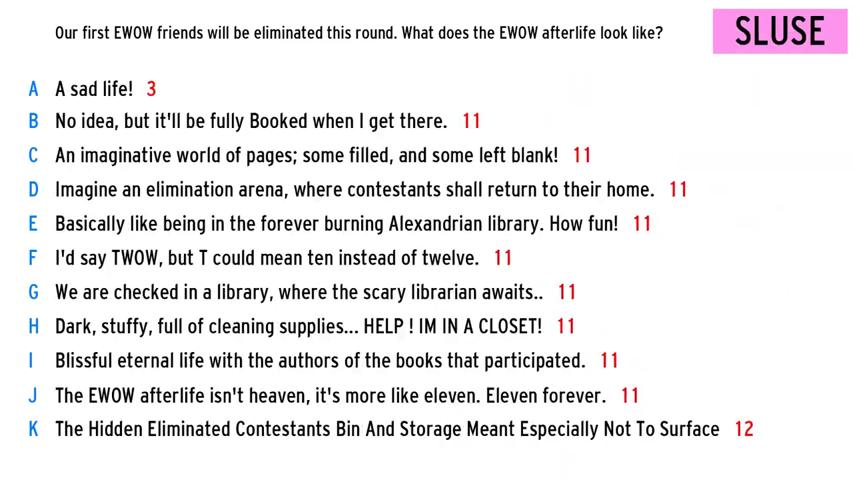 Our first EWOW friends will be eliminated this round. What does the EWOW afterlife look like?
SLUSE
A A sad life! 3
B No idea, but it'll be fully Booked when I get there. 11
C An imaginative world of pages; some filled, and some left blank! 11
D Imagine an elimination arena, where contestants shall return to their home. 11
E Basically like being in the forever burning Alexandrian library. How fun! 11
F I'd say TWOW, but T could mean ten instead of twelve. 11
G We are checked in a library, where the scary librarian awaits.. 11
H Dark, stuffy, full of cleaning supplies... HELP ! IM IN A CLOSET! 11
I Blissful eternal life with the authors of the books that participated. 11
J The EWOW afterlife isn't heaven, it's more like eleven. Eleven forever. 11
K The Hidden Eliminated Contestants Bin And Storage Meant Especially Not To Surface 12